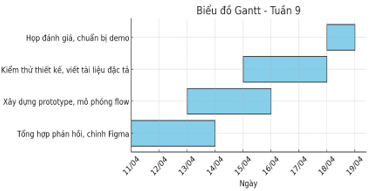 Biểu đồ Gantt - Tuần 9
Họp đánh giá, chuẩn bị demo
Kiểm thử thiết kế, viết tài liệu đặc tả
Xây dựng prototype, mô phỏng flow
Tổng hợp phản hồi, chỉnh Figma
11/04
12/04
13/04
14/04
15/04
16/04
17/04
18/04
19/04
Ngày